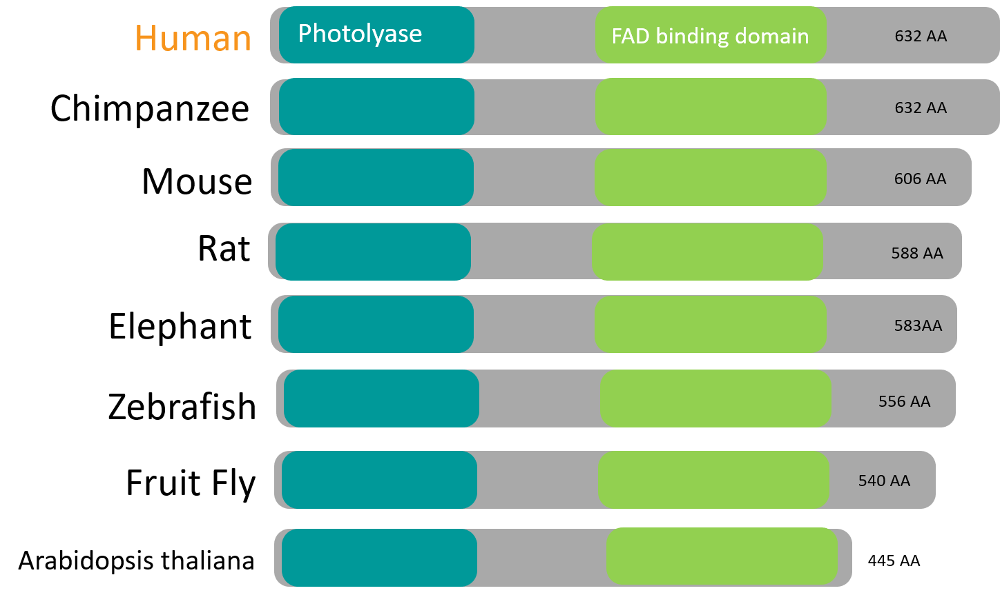 Human Photolyase FAD binding domain 632 AA
Chimpanzee 632 AA
Mouse 606 AA
Rat 588 AA
Elephant 583AA
Zebrafish 556 AA
Fruit Fly 540 AA
Arabidopsis thaliana 445 AA